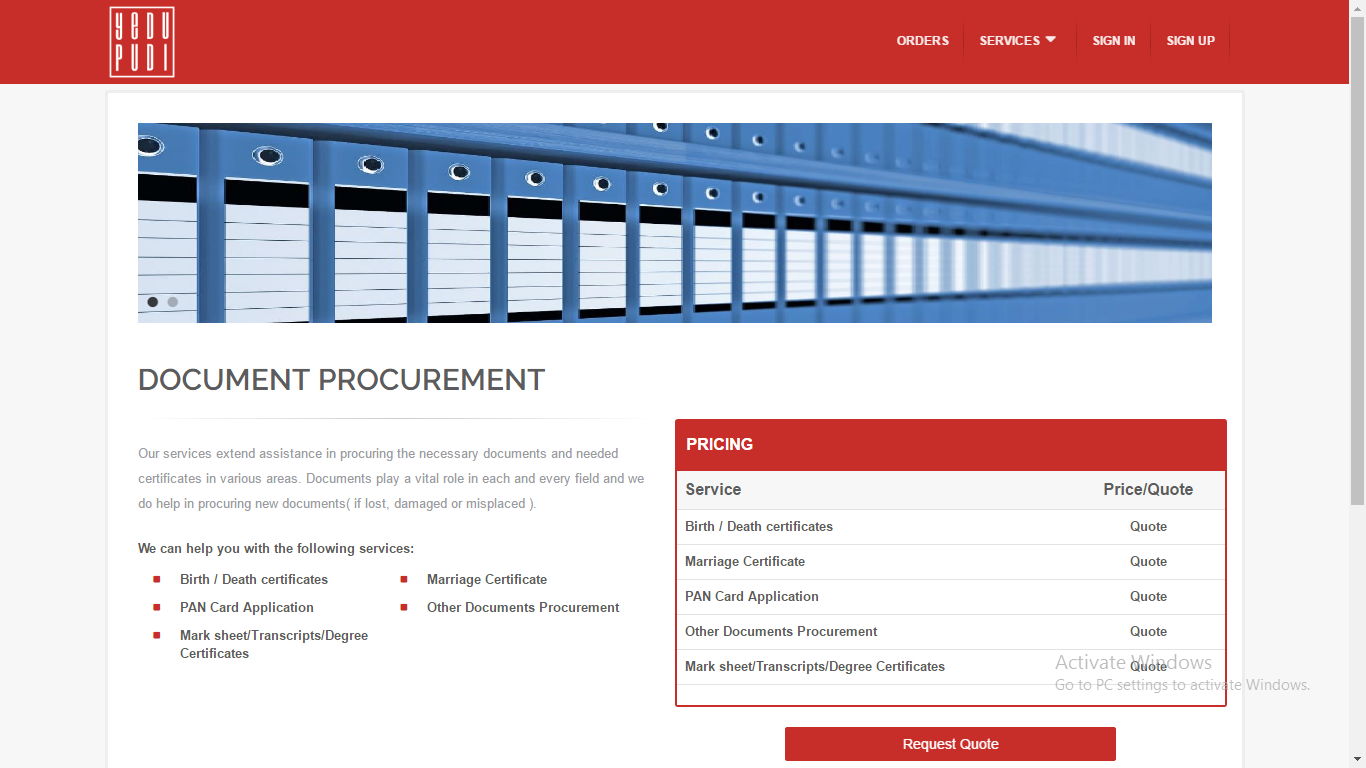 YEDU
PUDI
ORDERS
SERVICES
SIGN IN
SIGN UP
DOCUMENT PROCUREMENT
Our services extend assistance in procuring the necessary documents and needed
certificates in various areas. Documents play a vital role in each and every field and we
do help in procuring new documents( if lost, damaged or misplaced ).
We can help you with the following services:
Birth / Death certificates
Marriage Certificate
PAN Card Application
Other Documents Procurement
Mark sheet/Transcripts/Degree
Certificates
PRICING
Service Price/Quote
Birth / Death certificates Quote
Marriage Certificate Quote
PAN Card Application Quote
Other Documents Procurement Quote
Mark sheet/Transcripts/Degree Certificates Quote
Activate Windows
Go to PC settings to activate Windows.
Request Quote